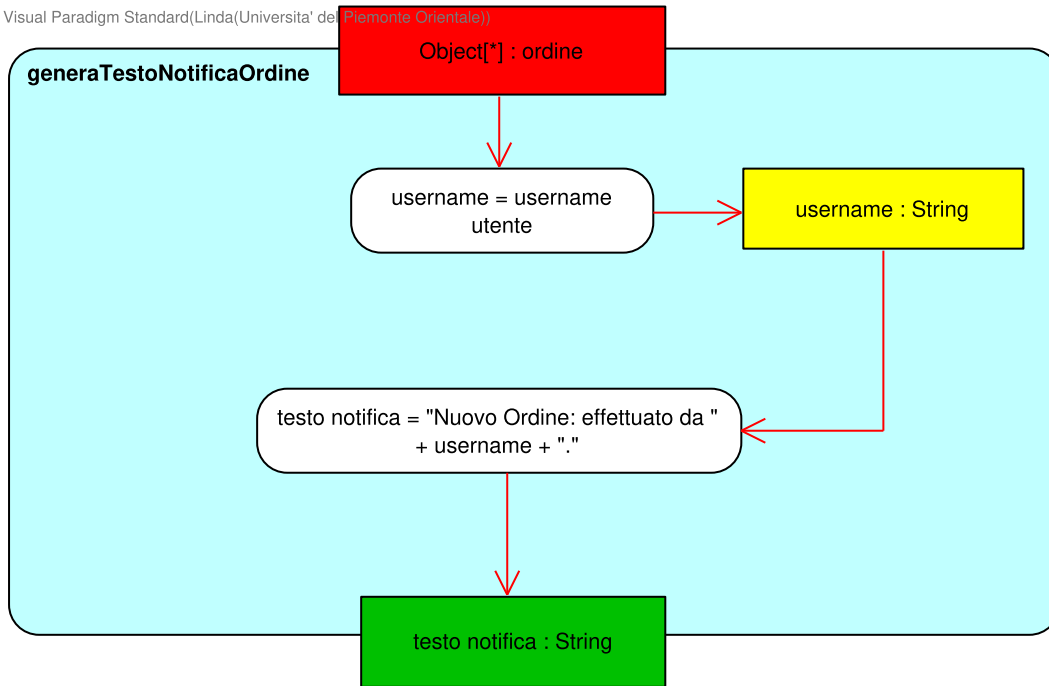 Visual Paradigm Standard(Linda(Universita' del Piemonte Orientale))
Object[*] : ordine
generaTestoNotificaOrdine
username = username
utente
username : String
testo notifica = "Nuovo Ordine: effettuato da "
+ username + "."
testo notifica : String